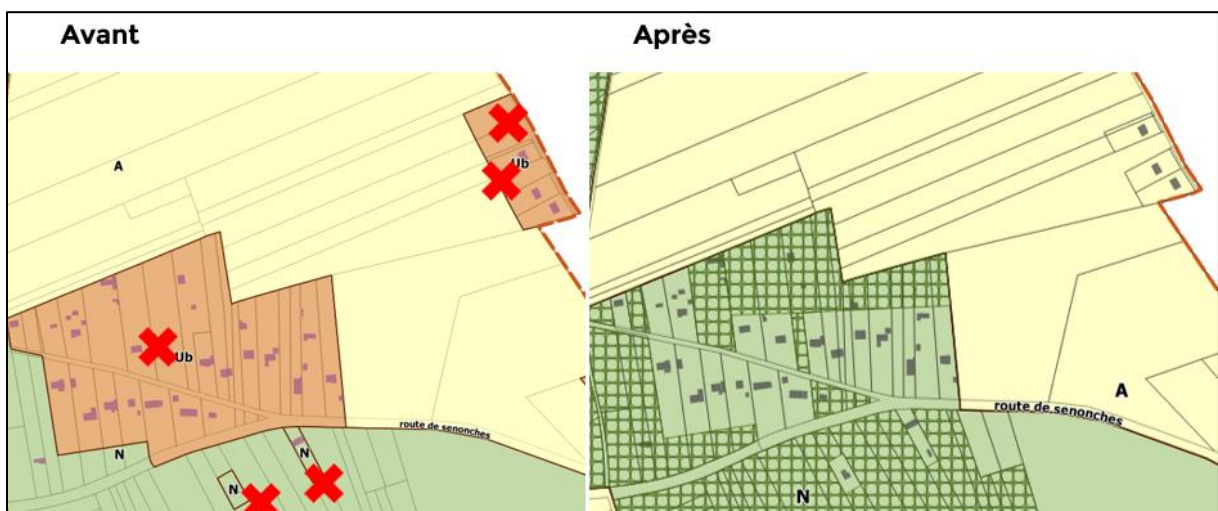 Avant
Après
A
Ub
Ub
route de senonches
N
N
N
A
route de senonches
N